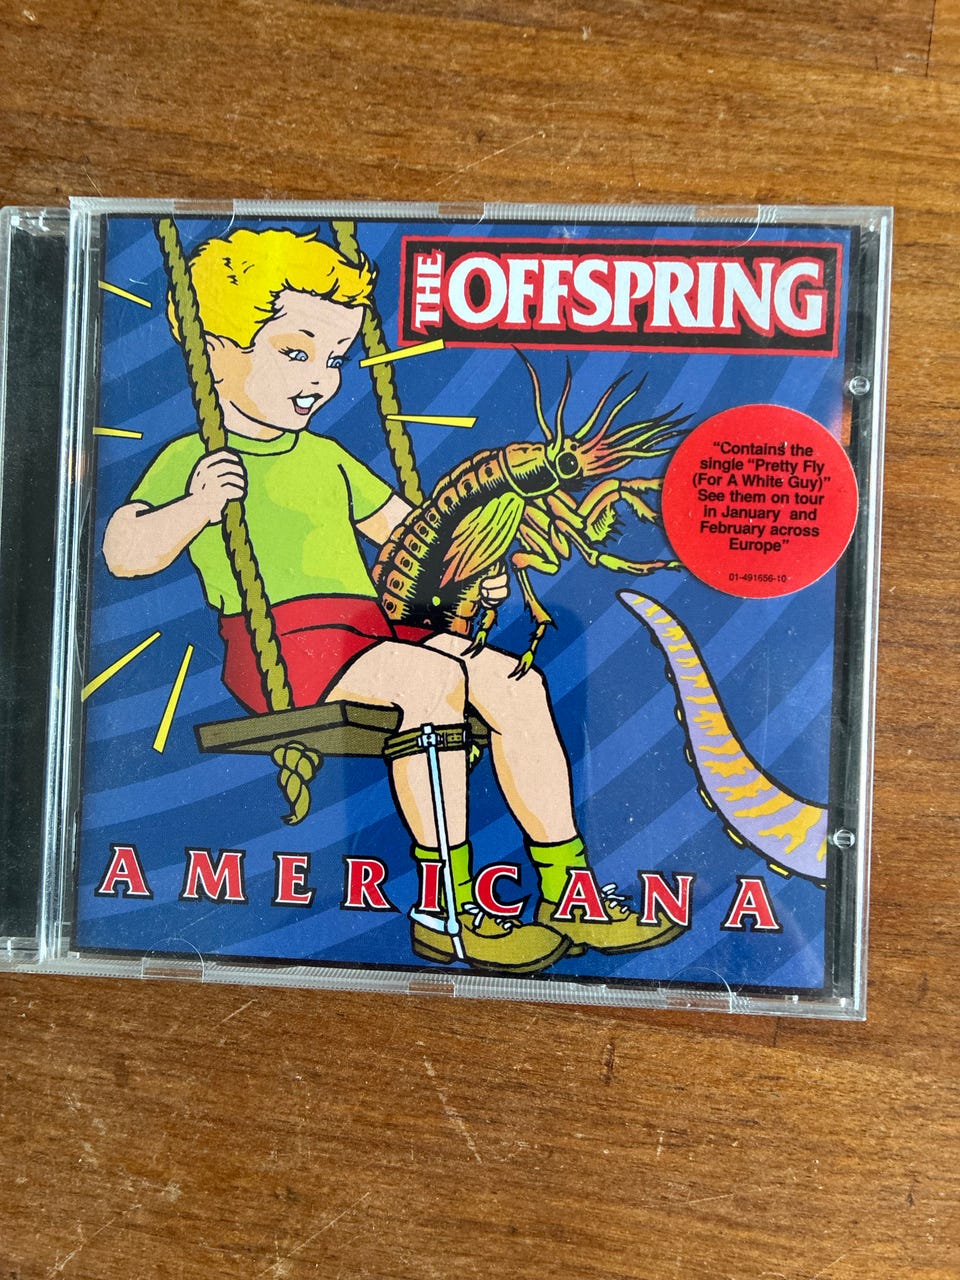 THE OFFSPRING
"Contains the
single "Pretty Fly
(For A White Guy)"
See them on tour
in January and
February across
Europe"
01-491656-10
AMERICANA